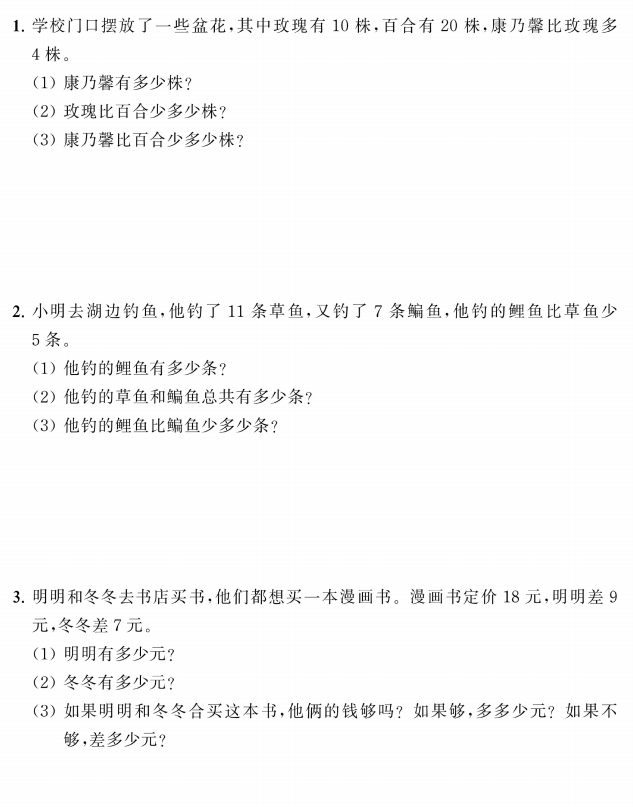 1. 学校门口摆放了一些盆花,其中玫瑰有 10 株,百合有 20 株,康乃馨比玫瑰多
4 株。
(1) 康乃馨有多少株?
(2) 玫瑰比百合少多少株?
(3) 康乃馨比百合少多少株?
2. 小明去湖边钓鱼,他钓了 11 条草鱼,又钓了 7 条鳊鱼,他钓的鲤鱼比草鱼少
5 条。
(1) 他钓的鲤鱼有多少条?
(2) 他钓的草鱼和鳊鱼总共有多少条?
(3) 他钓的鲤鱼比鳊鱼少多少条?
3. 明明和冬冬去书店买书,他们都想买一本漫画书。漫画书定价 18 元,明明差 9
元,冬冬差 7 元。
(1) 明明有多少元?
(2) 冬冬有多少元?
(3) 如果明明和冬冬合买这本书,他俩的钱够吗? 如果够,多多少元? 如果不
够,差多少元?